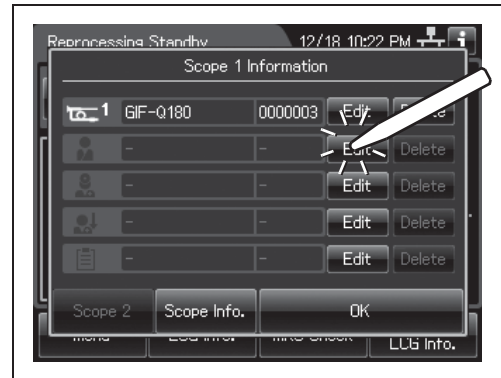 Reprocessing Standby 12/18 10:22 PM i
Scope 1 Information
1 GIF-Q180 0000003 Edit
- - Edit Delete
- - Edit Delete
- - Edit Delete
- - Edit Delete
Scope 2 Scope Info. OK
LCG Info.